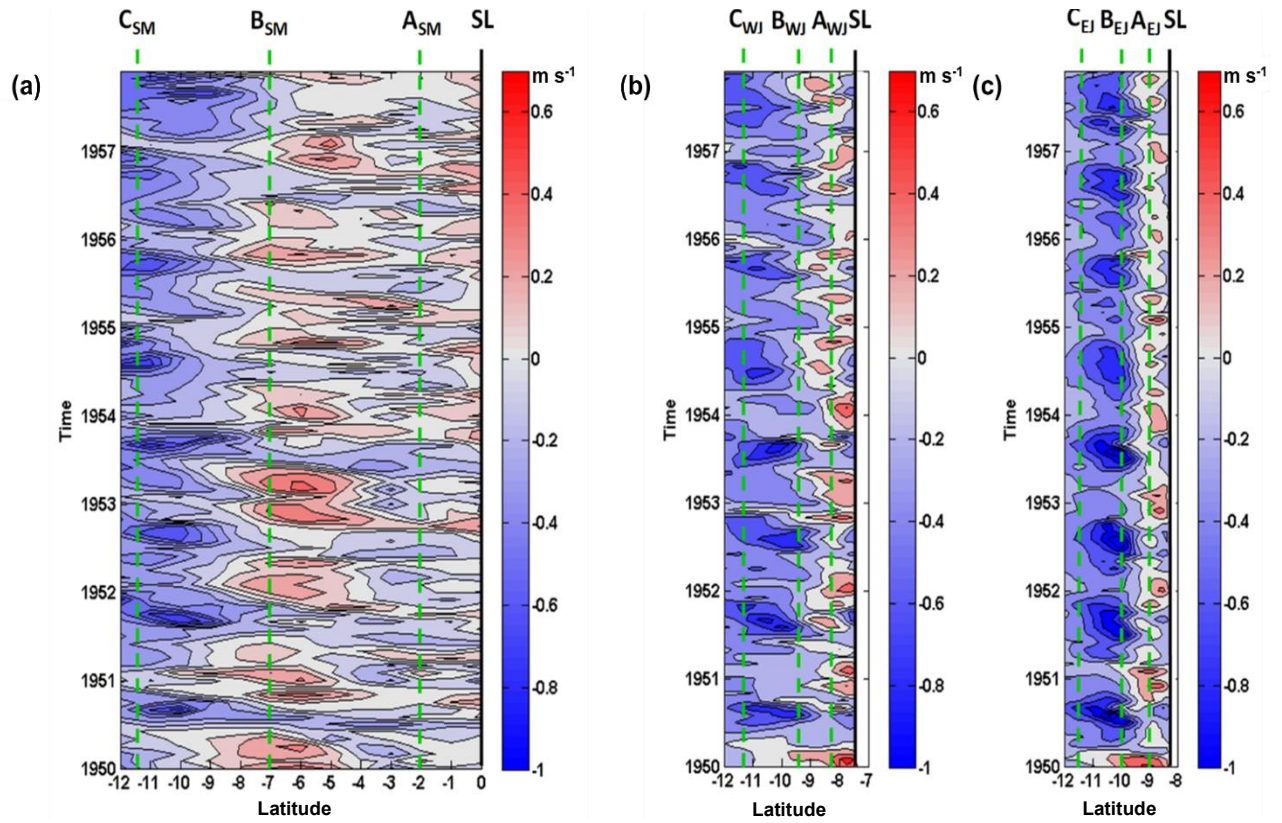 C_SM B_SM A_SM SL
C_WJ B_WJ A_WJ SL
C_EJ B_EJ A_EJ SL
(a)
m s⁻¹
0.6
0.4
0.2
0
-0.2
-0.4
-0.6
-0.8
-1
Time
1957
1956
1955
1954
1953
1952
1951
1950
-12 -11 -10 -9 -8 -7 -6 -5 -4 -3 -2 -1 0
Latitude
(b)
m s⁻¹
0.6
0.4
0.2
0
-0.2
-0.4
-0.6
-0.8
-1
Time
1957
1956
1955
1954
1953
1952
1951
1950
-12 -11 -10 -9 -8 -7
Latitude
(c)
m s⁻¹
0.6
0.4
0.2
0
-0.2
-0.4
-0.6
-0.8
-1
Time
1957
1956
1955
1954
1953
1952
1951
1950
-12 -11 -10 -9 -8
Latitude